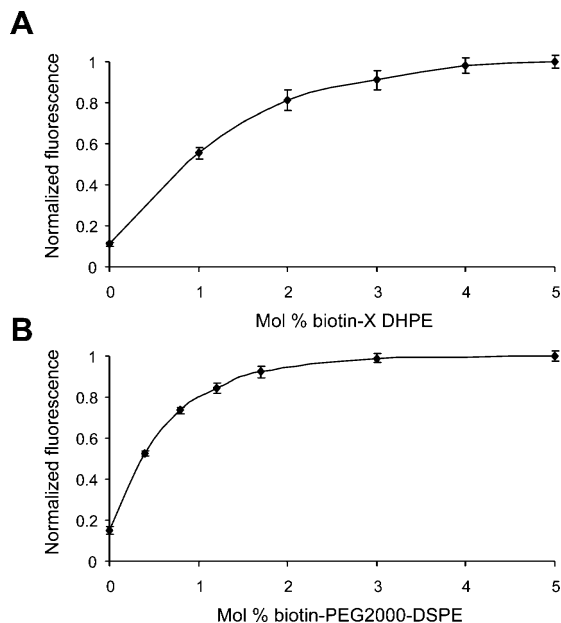 A
Normalized fluorescence
1
0.8
0.6
0.4
0.2
0
0 1 2 3 4 5
Mol % biotin-X DHPE
B
Normalized fluorescence
1
0.8
0.6
0.4
0.2
0
0 1 2 3 4 5
Mol % biotin-PEG2000-DSPE